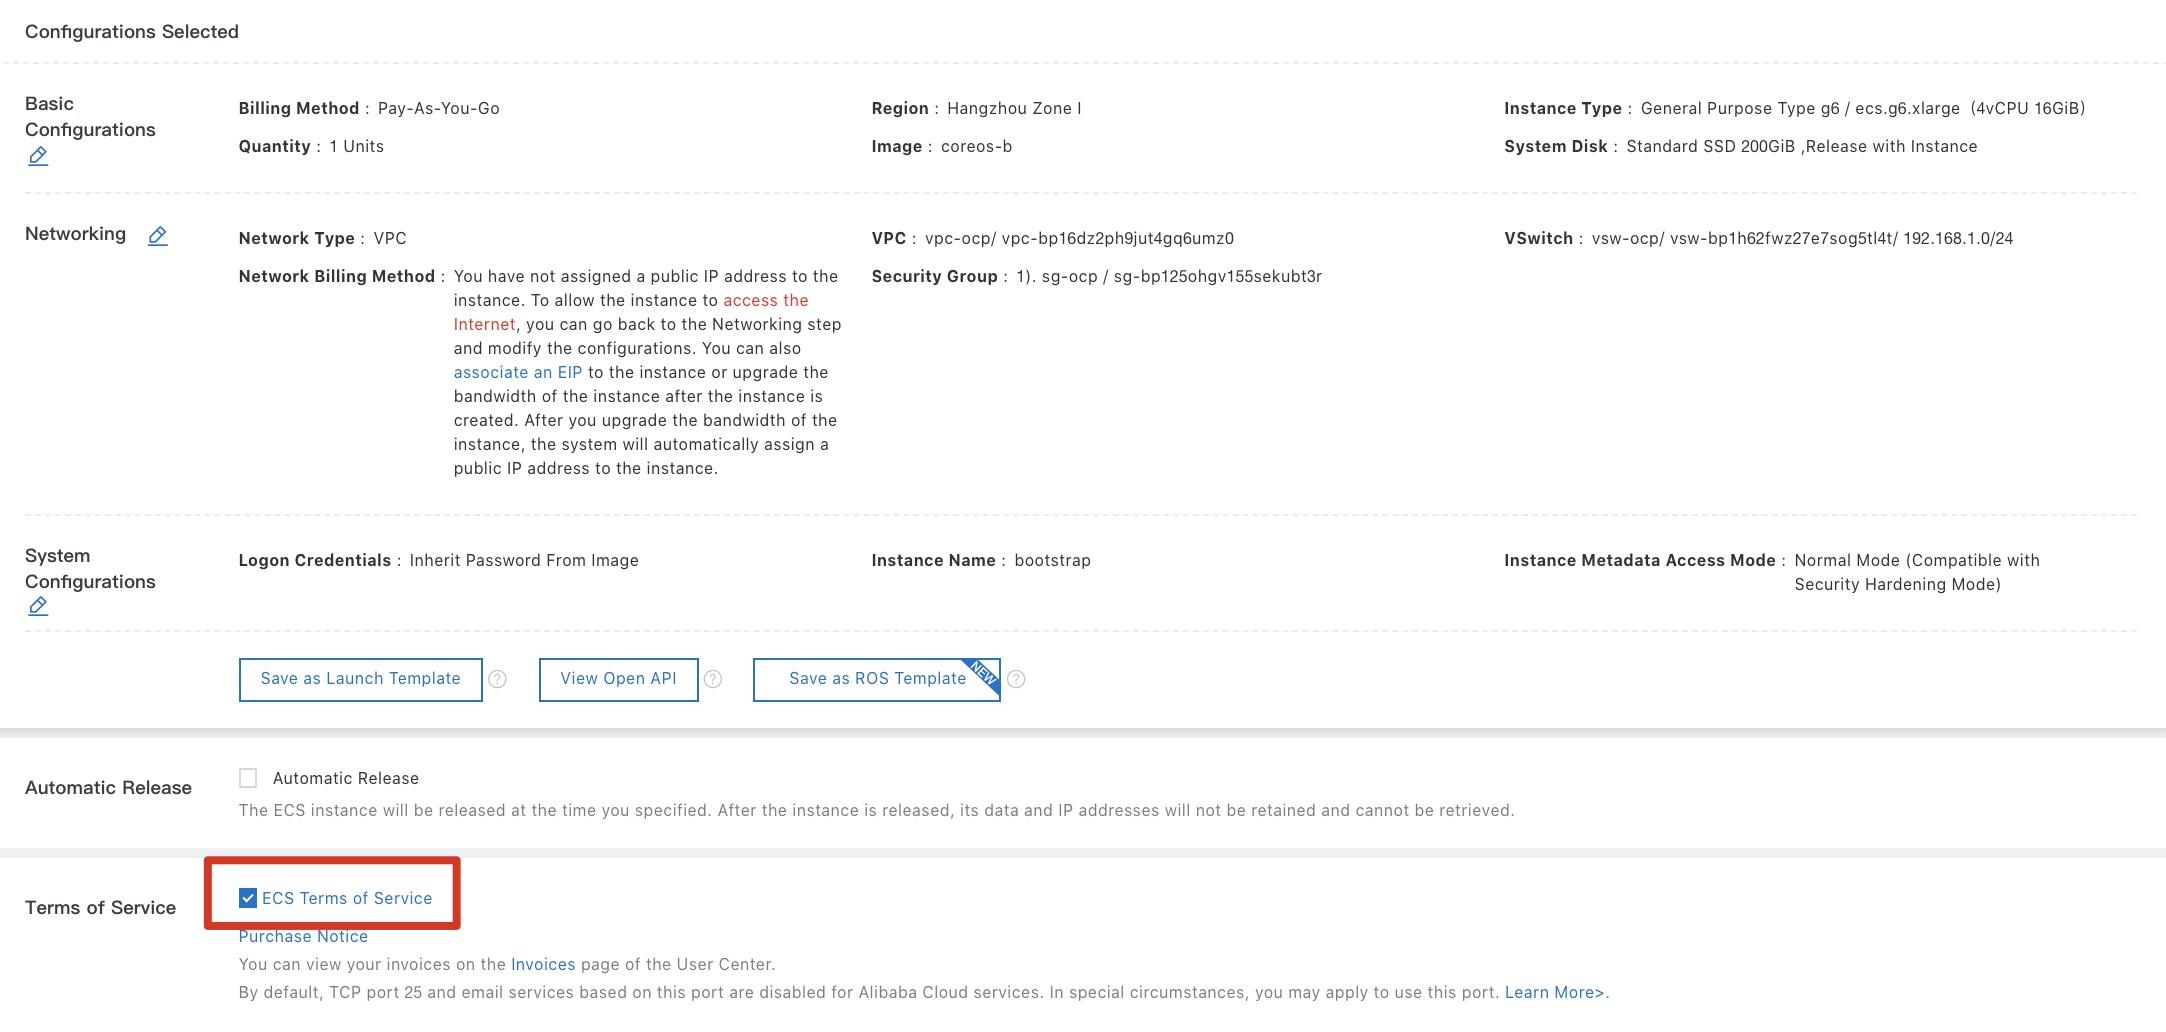 Configurations Selected
Basic
Configurations
Billing Method : Pay-As-You-Go
Region : Hangzhou Zone I
Instance Type : General Purpose Type g6 / ecs.g6.xlarge (4vCPU 16GiB)
Quantity : 1 Units
Image : coreos-b
System Disk : Standard SSD 200GiB ,Release with Instance
Networking
Network Type : VPC
VPC : vpc-ocp/ vpc-bp16dz2ph9jut4gq6umz0
VSwitch : vsw-ocp/ vsw-bp1h62fwz27e7sog5tl4t/ 192.168.1.0/24
Network Billing Method : You have not assigned a public IP address to the
instance. To allow the instance to access the
Internet, you can go back to the Networking step
and modify the configurations. You can also
associate an EIP to the instance or upgrade the
bandwidth of the instance after the instance is
created. After you upgrade the bandwidth of the
instance, the system will automatically assign a
public IP address to the instance.
Security Group : 1). sg-ocp / sg-bp125ohgv155sekubt3r
System
Configurations
Logon Credentials : Inherit Password From Image
Instance Name : bootstrap
Instance Metadata Access Mode : Normal Mode (Compatible with
Security Hardening Mode)
Save as Launch Template ?
View Open API ?
Save as ROS Template NEW ?
Automatic Release
Automatic Release
The ECS instance will be released at the time you specified. After the instance is released, its data and IP addresses will not be retained and cannot be retrieved.
Terms of Service
ECS Terms of Service
Purchase Notice
You can view your invoices on the Invoices page of the User Center.
By default, TCP port 25 and email services based on this port are disabled for Alibaba Cloud services. In special circumstances, you may apply to use this port. Learn More>.